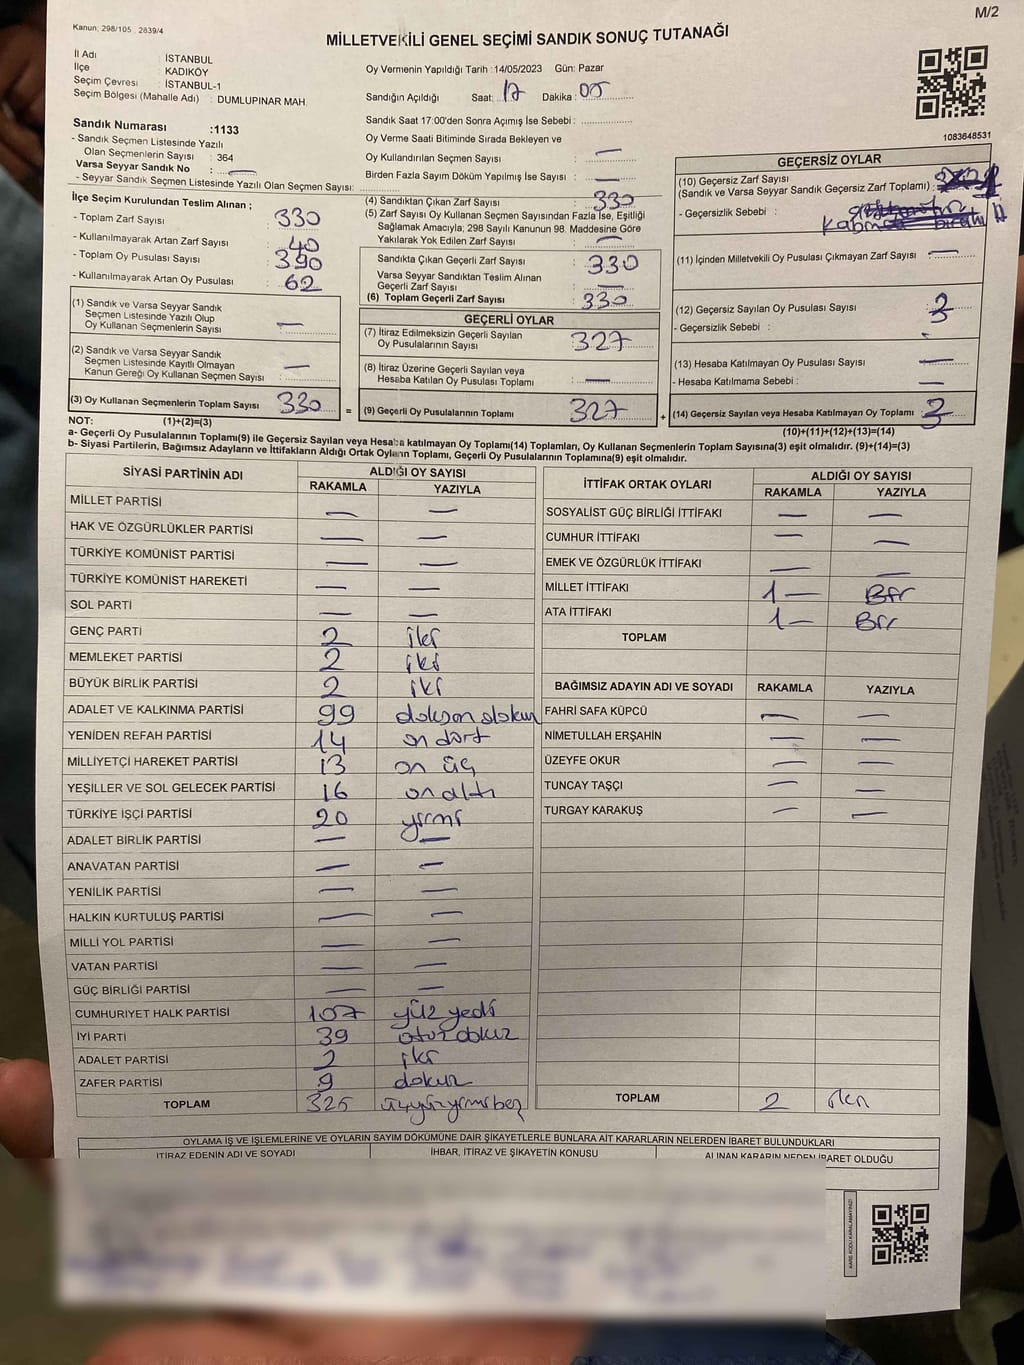 M/2
Kanun: 298/105 , 2839/4
MİLLETVEKİLİ GENEL SEÇİMİ SANDIK SONUÇ TUTANAĞI
İl Adı : İSTANBUL
İlçe : KADIKÖY
Seçim Çevresi : İSTANBUL-1
Seçim Bölgesi (Mahalle Adı) : DUMLUPINAR MAH.
Oy Vermenin Yapıldığı Tarih : 14/05/2023 Gün: Pazar
Sandığın Açıldığı Saat: 17 Dakika: 05
Sandık Saat 17:00'den Sonra Açımış İse Sebebi :
Oy Verme Saati Bitiminde Sırada Bekleyen ve
Oy Kullandırılan Seçmen Sayısı : —
Birden Fazla Sayım Döküm Yapılmış İse Sayısı : —
1083648531
Sandık Numarası :1133
- Sandık Seçmen Listesinde Yazılı
Olan Seçmenlerin Sayısı : 364
Varsa Seyyar Sandık No : —
- Seyyar Sandık Seçmen Listesinde Yazılı Olan Seçmen Sayısı:
İlçe Seçim Kurulundan Teslim Alınan ;
- Toplam Zarf Sayısı : 330
- Kullanılmayarak Artan Zarf Sayısı : 40
- Toplam Oy Pusulası Sayısı : 390
- Kullanılmayarak Artan Oy Pusulası : 62
(1) Sandık ve Varsa Seyyar Sandık
Seçmen Listesinde Yazılı Olup
Oy Kullanan Seçmenlerin Sayısı : —
(2) Sandık ve Varsa Seyyar Sandık
Seçmen Listesinde Kayıtlı Olmayan
Kanun Gereği Oy Kullanan Seçmen Sayısı : —
(3) Oy Kullanan Seçmenlerin Toplam Sayısı : 330
(4) Sandıktan Çıkan Zarf Sayısı : 330
(5) Zarf Sayısı Oy Kullanan Seçmen Sayısından Fazla İse, Eşitliği
Sağlamak Amacıyla; 298 Sayılı Kanunun 98. Maddesine Göre
Yakılarak Yok Edilen Zarf Sayısı : —
Sandıkta Çıkan Geçerli Zarf Sayısı : 330
Varsa Seyyar Sandıktan Teslim Alınan
Geçerli Zarf Sayısı : —
(6) Toplam Geçerli Zarf Sayısı : 330
GEÇERLİ OYLAR
(7) İtiraz Edilmeksizin Geçerli Sayılan
Oy Pusulalarının Sayısı : 327
(8) İtiraz Üzerine Geçerli Sayılan veya
Hesaba Katılan Oy Pusulası Toplamı : —
= (9) Geçerli Oy Pusulalarının Toplamı : 327
GEÇERSİZ OYLAR
(10) Geçersiz Zarf Sayısı
(Sandık ve Varsa Seyyar Sandık Geçersiz Zarf Toplamı) :
- Geçersizlik Sebebi :
(11) İçinden Milletvekili Oy Pusulası Çıkmayan Zarf Sayısı : —
(12) Geçersiz Sayılan Oy Pusulası Sayısı : 3
- Geçersizlik Sebebi :
(13) Hesaba Katılmayan Oy Pusulası Sayısı : —
- Hesaba Katılmama Sebebi : —
+ (14) Geçersiz Sayılan veya Hesaba Katılmayan Oy Toplamı : 3
NOT: (1)+(2)=(3)
(10)+(11)+(12)+(13)=(14)
a- Geçerli Oy Pusulalarının Toplamı(9) ile Geçersiz Sayılan veya Hesaba katılmayan Oy Toplamı(14) Toplamları, Oy Kullanan Seçmenlerin Toplam Sayısına(3) eşit olmalıdır. (9)+(14)=(3)
b- Siyasi Partilerin, Bağımsız Adayların ve İttifakların Aldığı Ortak Oyların Toplamı, Geçerli Oy Pusulalarının Toplamına(9) eşit olmalıdır.
SİYASİ PARTİNİN ADI ALDIĞI OY SAYISI
RAKAMLA YAZIYLA
MİLLET PARTİSİ — —
HAK VE ÖZGÜRLÜKLER PARTİSİ — —
TÜRKİYE KOMÜNİST PARTİSİ — —
TÜRKİYE KOMÜNİST HAREKETİ — —
SOL PARTİ — —
GENÇ PARTİ 2 iki
MEMLEKET PARTİSİ 2 iki
BÜYÜK BİRLİK PARTİSİ 2 iki
ADALET VE KALKINMA PARTİSİ 99 doksan dokuz
YENİDEN REFAH PARTİSİ 14 on dört
MİLLİYETÇİ HAREKET PARTİSİ 13 on üç
YEŞİLLER VE SOL GELECEK PARTİSİ 16 on altı
TÜRKİYE İŞÇİ PARTİSİ 20 yirmi
ADALET BİRLİK PARTİSİ — —
ANAVATAN PARTİSİ — —
YENİLİK PARTİSİ — —
HALKIN KURTULUŞ PARTİSİ — —
MİLLİ YOL PARTİSİ — —
VATAN PARTİSİ — —
GÜÇ BİRLİĞİ PARTİSİ — —
CUMHURİYET HALK PARTİSİ 107 yüz yedi
İYİ PARTİ 39 otuz dokuz
ADALET PARTİSİ 2 iki
ZAFER PARTİSİ 9 dokuz
TOPLAM 325 üçyüzyirmibeş
İTTİFAK ORTAK OYLARI ALDIĞI OY SAYISI
RAKAMLA YAZIYLA
SOSYALİST GÜÇ BİRLİĞİ İTTİFAKI — —
CUMHUR İTTİFAKI — —
EMEK VE ÖZGÜRLÜK İTTİFAKI — —
MİLLET İTTİFAKI 1 — Bir
ATA İTTİFAKI 1 — Bir
TOPLAM
BAĞIMSIZ ADAYIN ADI VE SOYADI RAKAMLA YAZIYLA
FAHRİ SAFA KÜPCÜ — —
NİMETULLAH ERŞAHİN — —
ÜZEYFE OKUR — —
TUNCAY TAŞÇI — —
TURGAY KARAKUŞ — —
TOPLAM 2
OYLAMA İŞ VE İŞLEMLERİNE VE OYLARIN SAYIM DÖKÜMÜNE DAİR ŞİKAYETLERLE BUNLARA AİT KARARLARIN NELERDEN İBARET BULUNDUKLARI
İTİRAZ EDENİN ADI VE SOYADI İHBAR, İTİRAZ VE ŞİKAYETİN KONUSU ALINAN KARARIN NEDEN İBARET OLDUĞU
KARE KODU KARALAMAYINIZ!